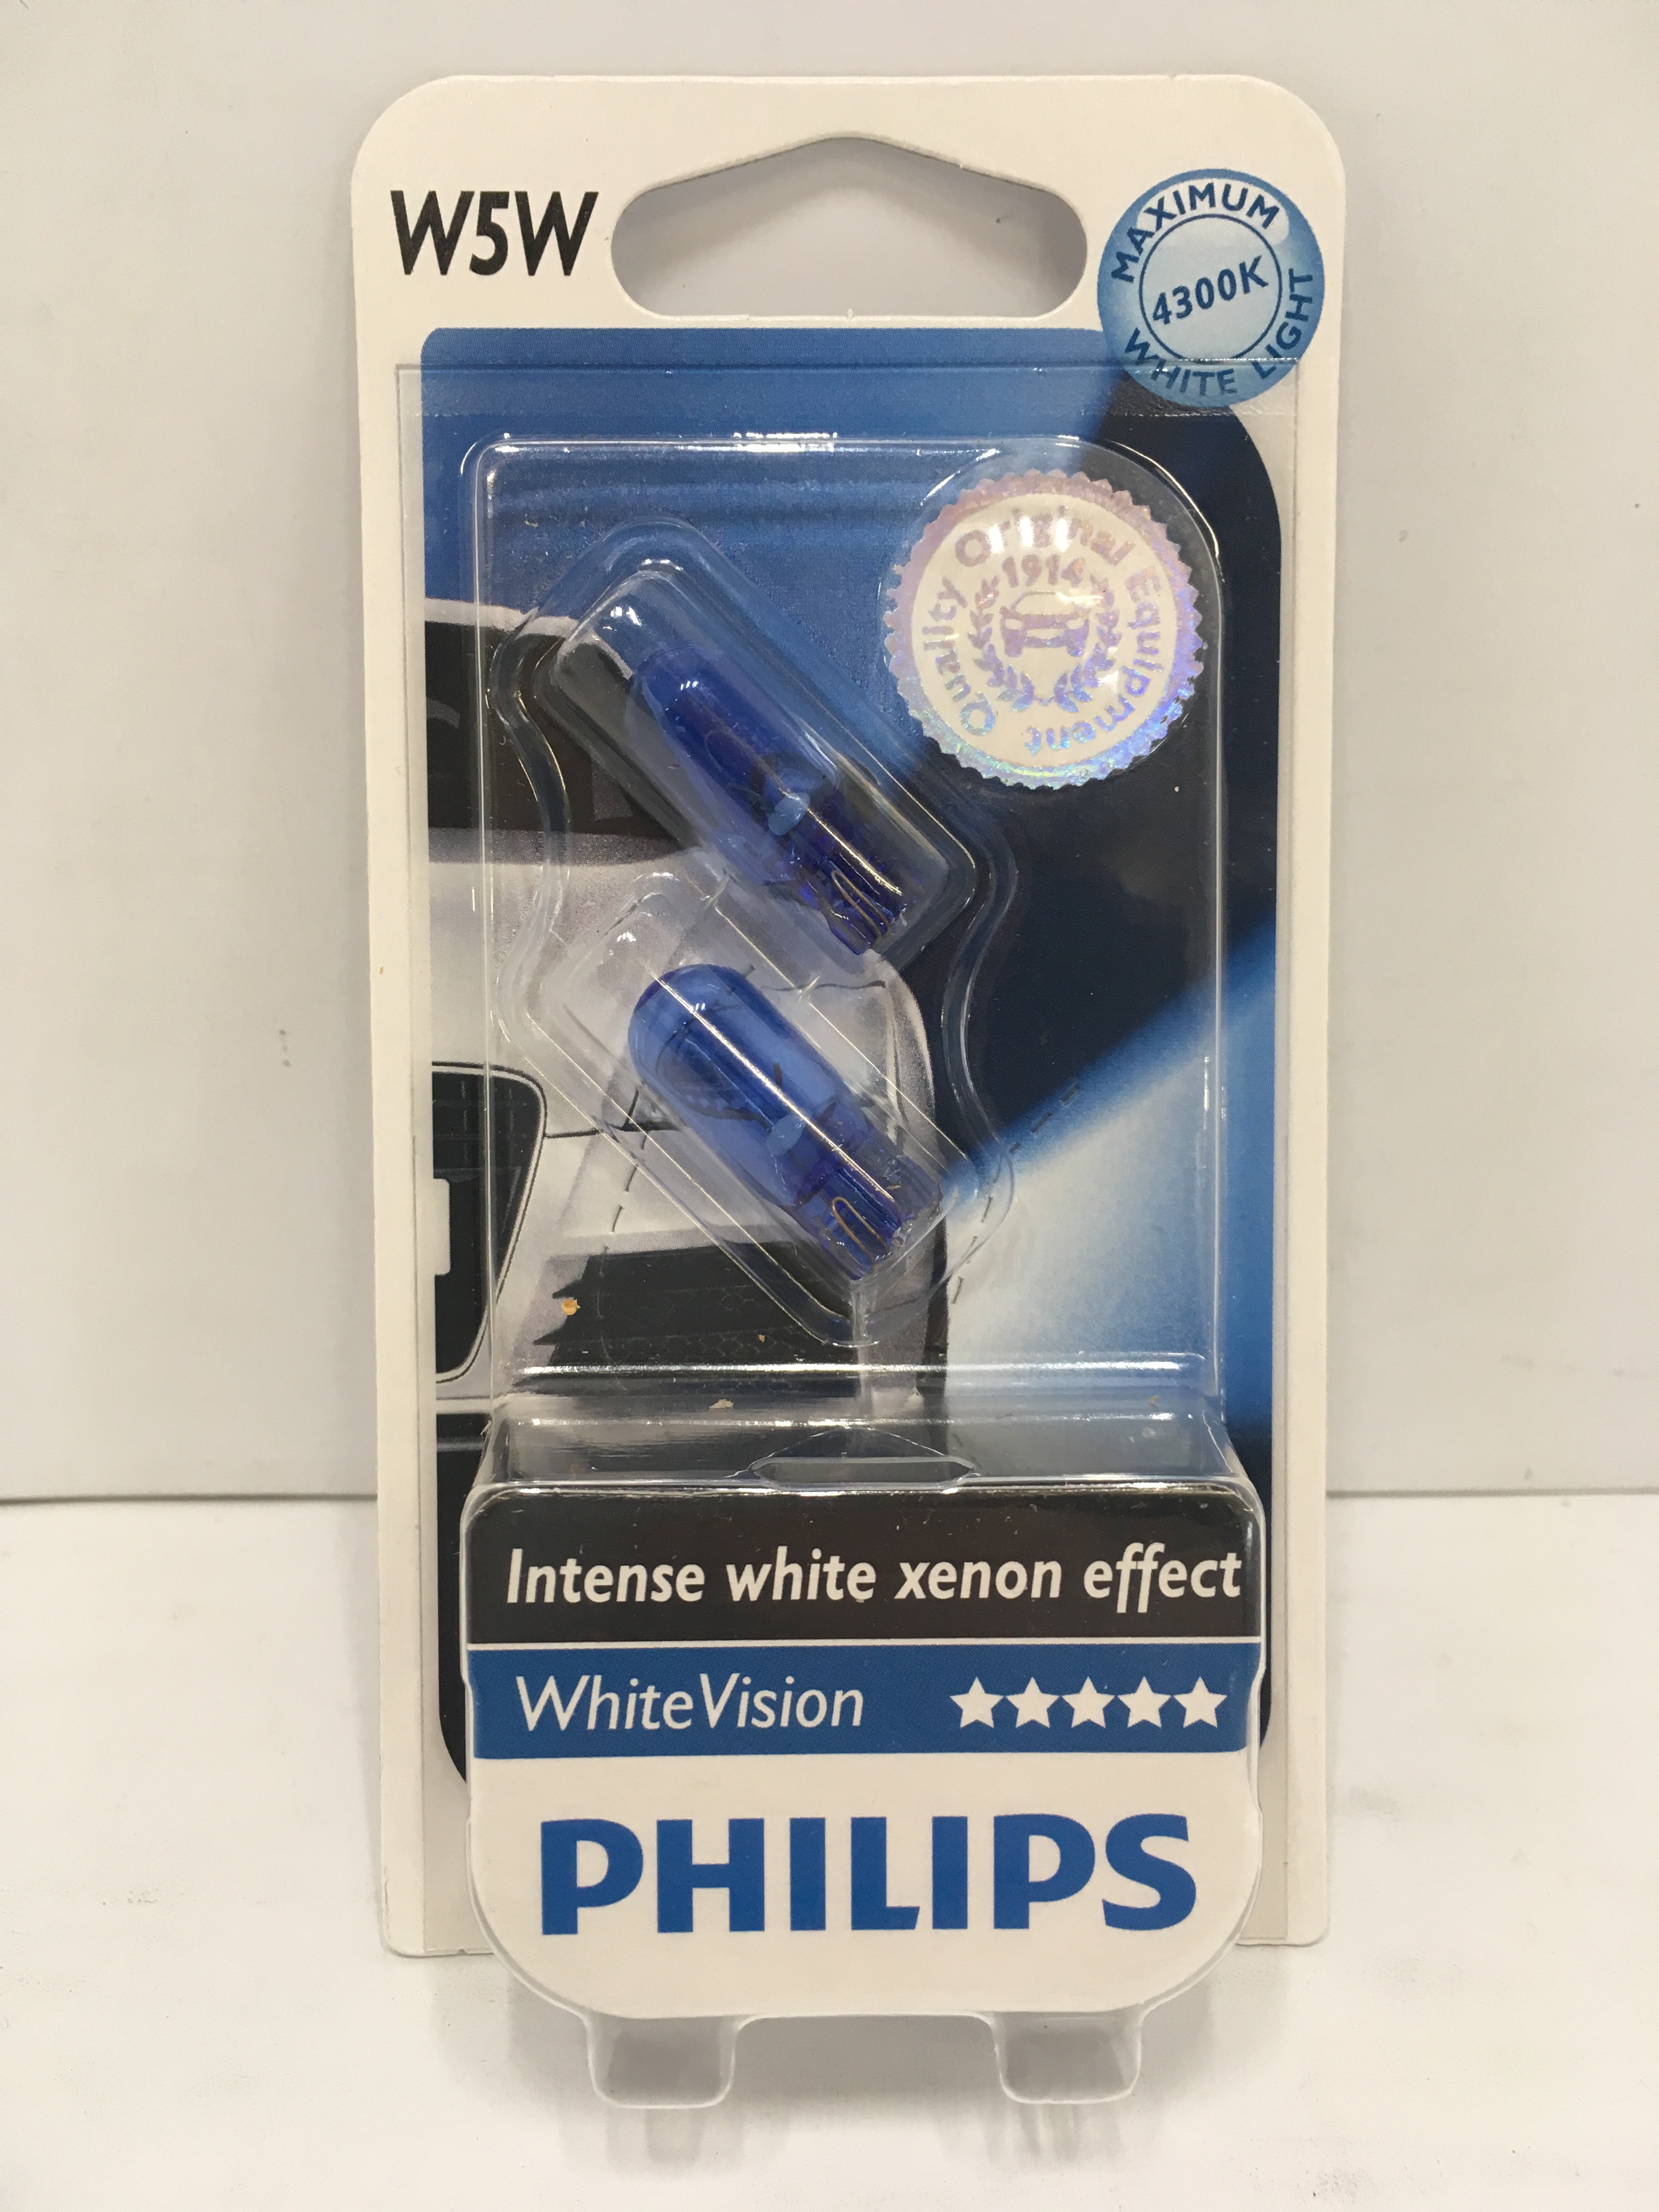 W5W
MAXIMUM
4300K
WHITE LIGHT
Quality Original Equipment
1914
Intense white xenon effect
WhiteVision
PHILIPS